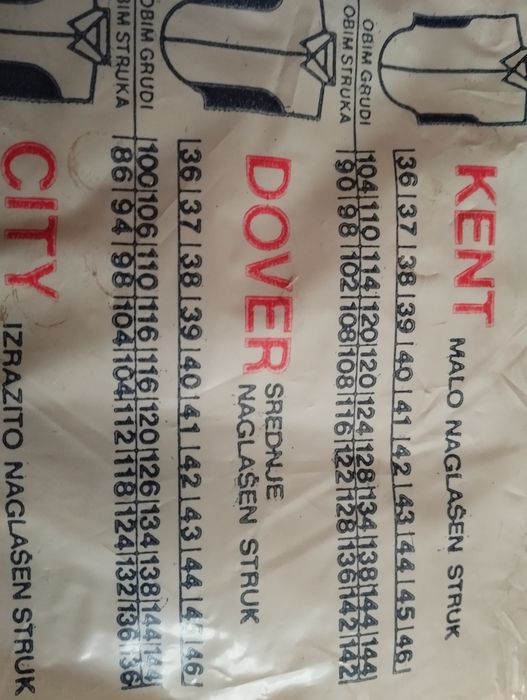 KENT MALO NAGLAŠEN STRUK
|36|37|38|39|40|41|42|43|44|45|46|
OBIM GRUDI |104|110|114|120|120|124|128|134|138|144|144|
OBIM STRUKA |90|98|102|108|108|116|122|128|136|142|142|
DOVER SREDNJE
NAGLAŠEN STRUK
|36|37|38|39|40|41|42|43|44|45|46|
OBIM GRUDI |100|106|110|116|116|120|126|134|138|144|144|
BIM STRUKA |86|94|98|104|104|112|118|124|132|136|136|
CITY IZRAZITO NAGLAŠEN STRUK